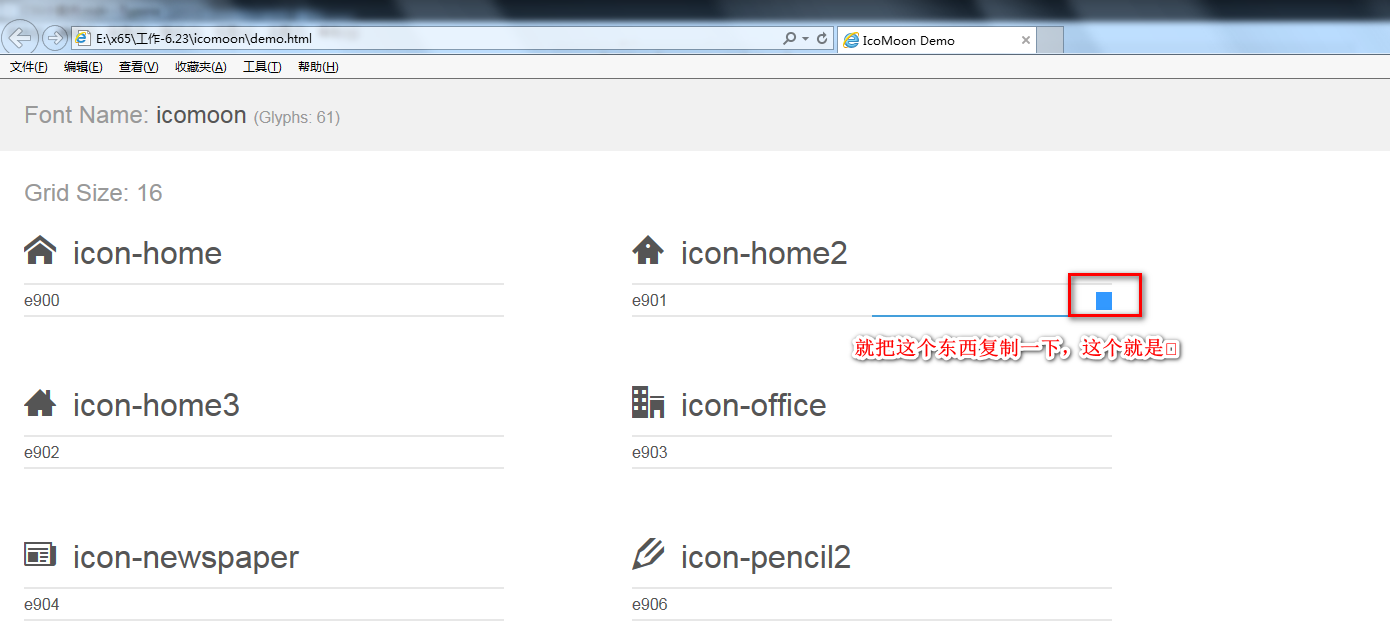 E:\x65\工作-6.23\icomoon\demo.html
IcoMoon Demo
文件(F) 编辑(E) 查看(V) 收藏夹(A) 工具(T) 帮助(H)
Font Name: icomoon (Glyphs: 61)
Grid Size: 16
icon-home
icon-home2
e900
e901
就把这个东西复制一下，这个就是
icon-home3
icon-office
e902
e903
icon-newspaper
icon-pencil2
e904
e906